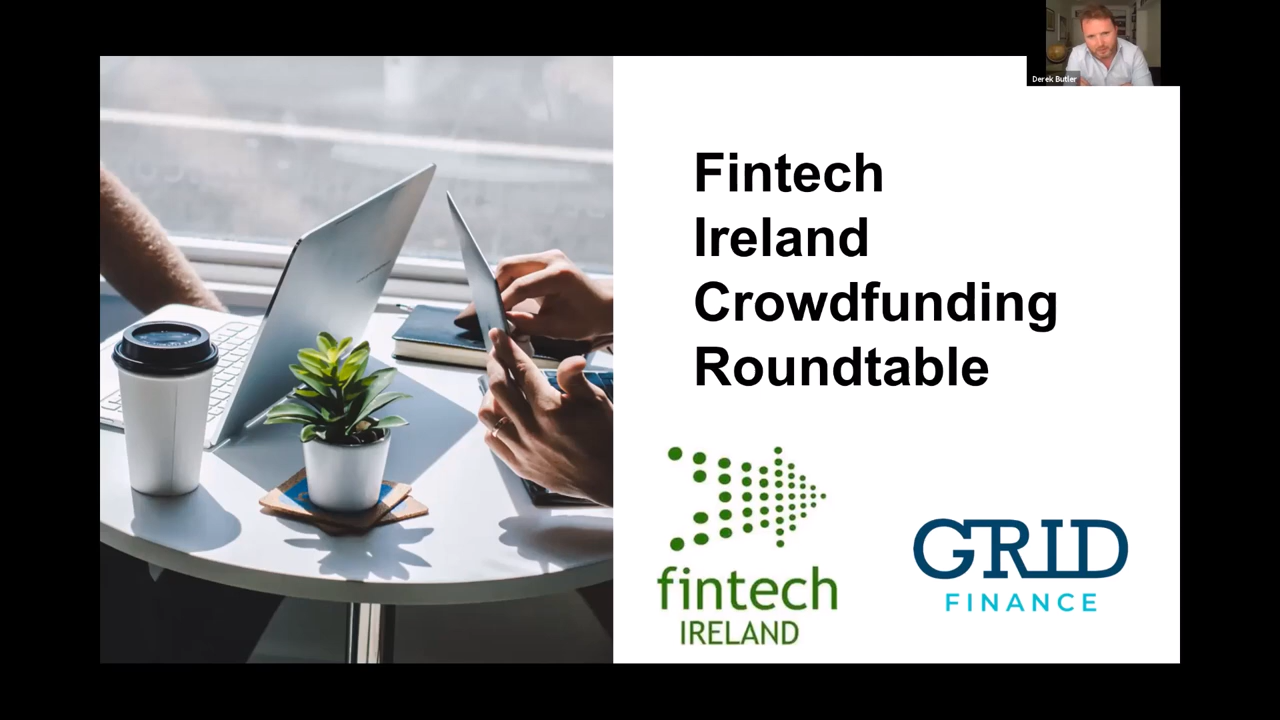 Derek Butler
Fintech
Ireland
Crowdfunding
Roundtable
fintech
IRELAND
GRID
FINANCE